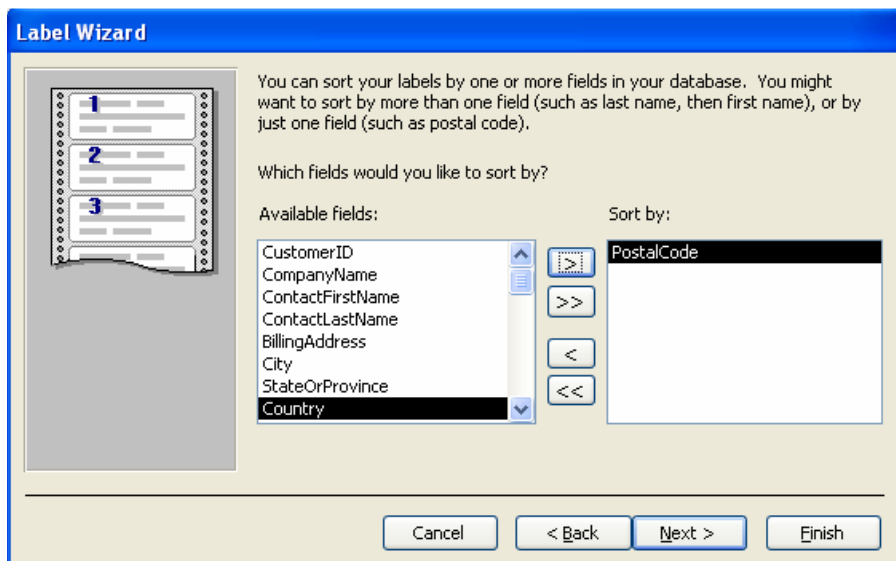 Label Wizard
1
2
3
You can sort your labels by one or more fields in your database.  You might
want to sort by more than one field (such as last name, then first name), or by
just one field (such as postal code).
Which fields would you like to sort by?
Available fields:
CustomerID
CompanyName
ContactFirstName
ContactLastName
BillingAddress
City
StateOrProvince
Country
>
>>
<
<<
Sort by:
PostalCode
Cancel
< Back
Next >
Finish